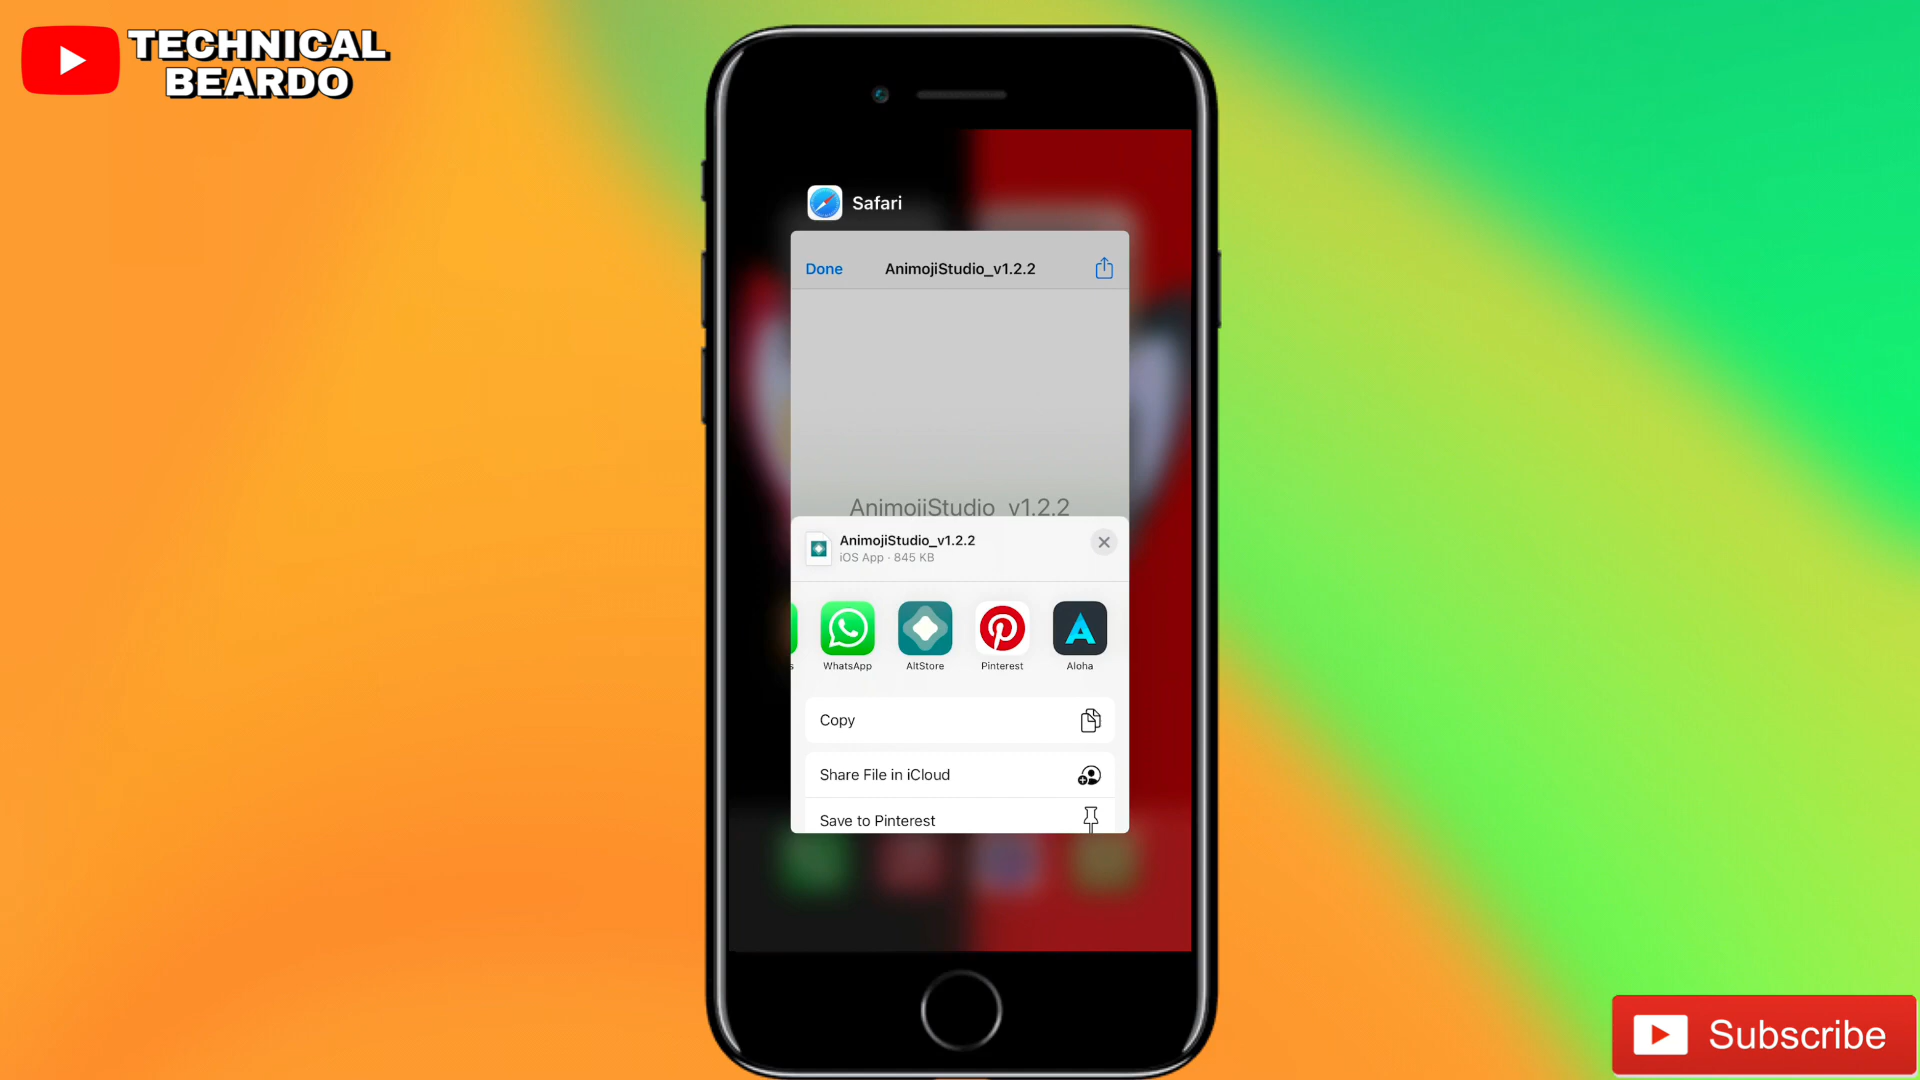 TECHNICAL
BEARDO
Safari
Done
AnimojiStudio_v1.2.2
AnimojiStudio_v1.2.2
AnimojiStudio_v1.2.2
iOS App · 845 KB
s
WhatsApp
AltStore
Pinterest
Aloha
Copy
Share File in iCloud
Save to Pinterest
Subscribe